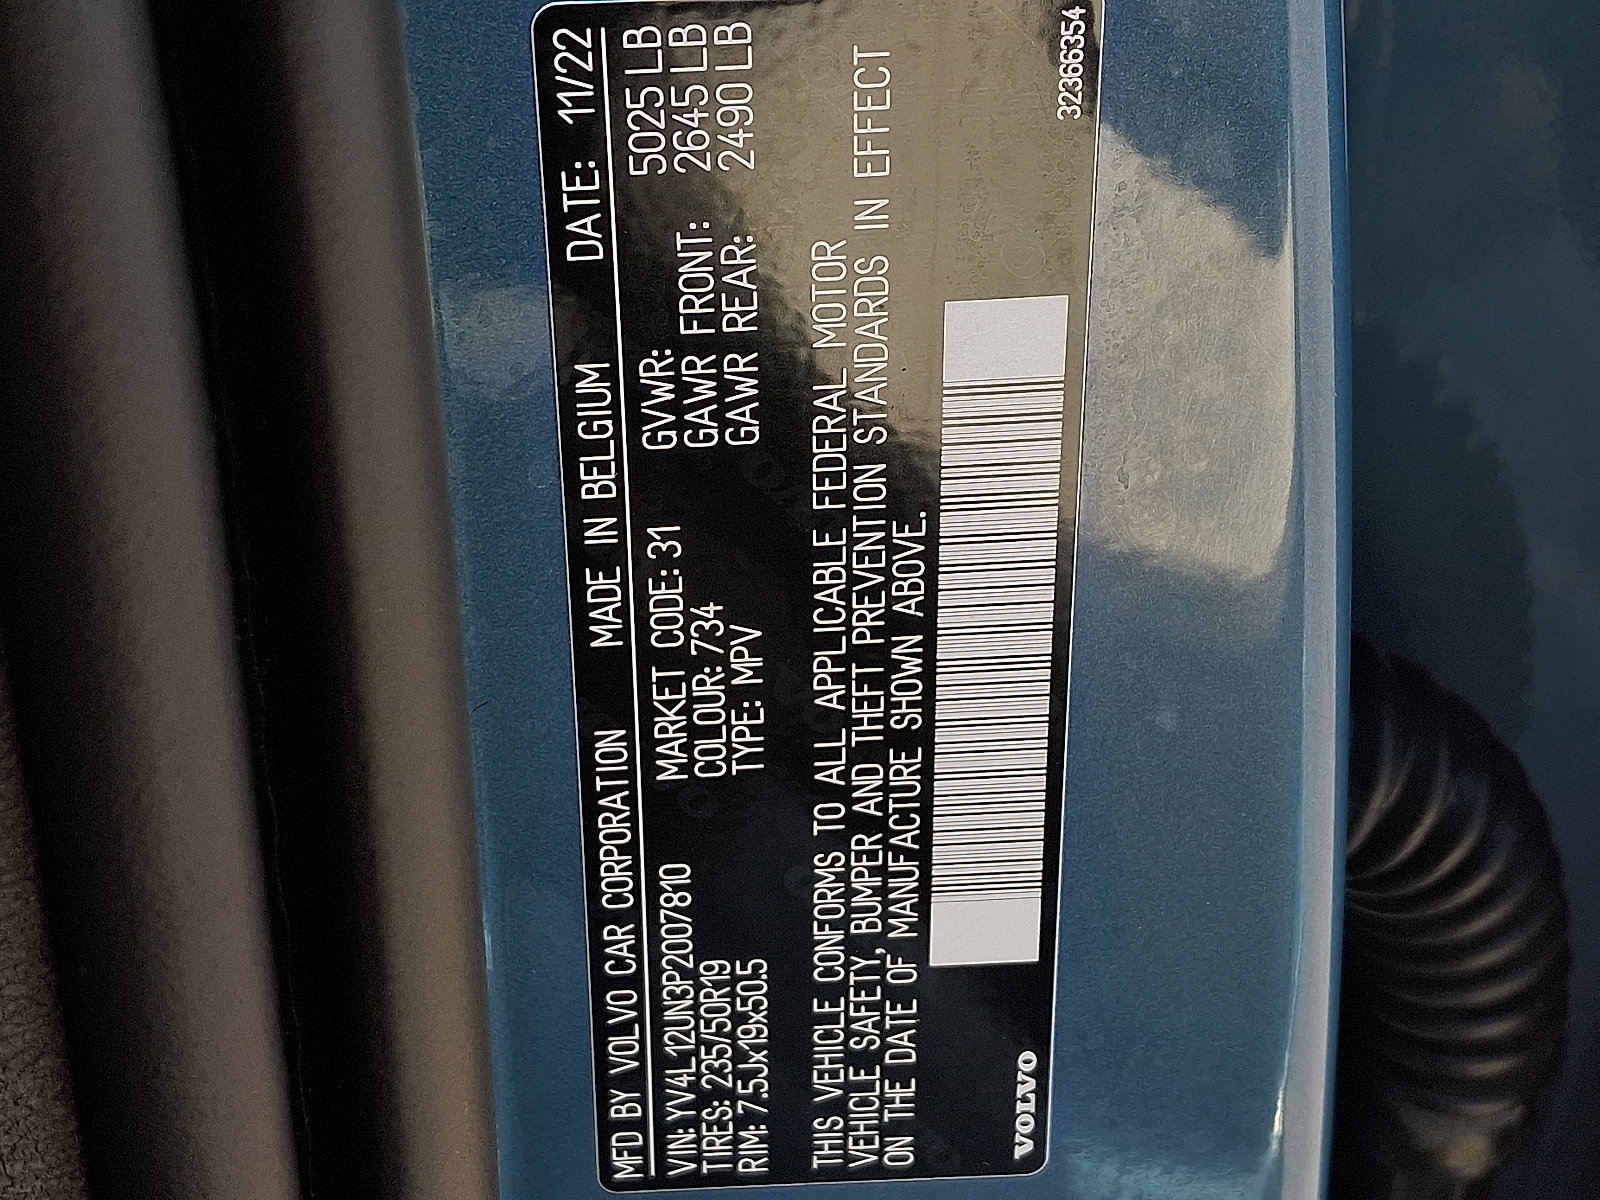 MFD BY VOLVO CAR CORPORATION MADE IN BELGIUM DATE: 11/22
VIN: YV4L12UN3P2007810 MARKET CODE: 31 GVWR: 5025 LB
TIRES: 235/50R19 COLOUR: 734 GAWR FRONT: 2645 LB
RIM: 7.5Jx19x50.5 TYPE: MPV GAWR REAR: 2490 LB
THIS VEHICLE CONFORMS TO ALL APPLICABLE FEDERAL MOTOR
VEHICLE SAFETY, BUMPER AND THEFT PREVENTION STANDARDS IN EFFECT
ON THE DATE OF MANUFACTURE SHOWN ABOVE.
VOLVO 32366354